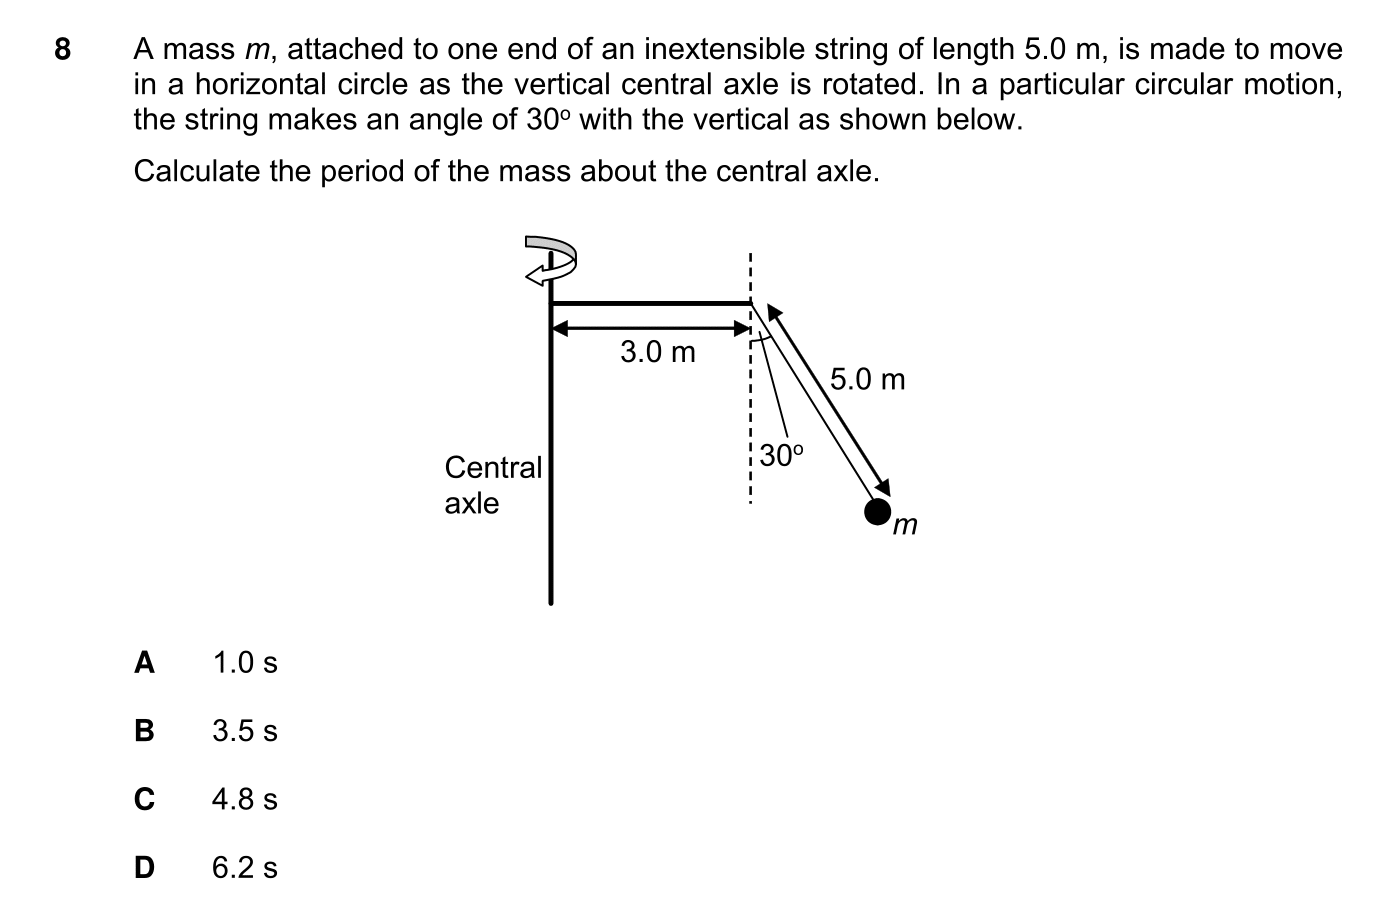 8 A mass m, attached to one end of an inextensible string of length 5.0 m, is made to move
in a horizontal circle as the vertical central axle is rotated. In a particular circular motion,
the string makes an angle of 30º with the vertical as shown below.
Calculate the period of the mass about the central axle.
3.0 m
5.0 m
30º
Central
axle
m
A 1.0 s
B 3.5 s
C 4.8 s
D 6.2 s